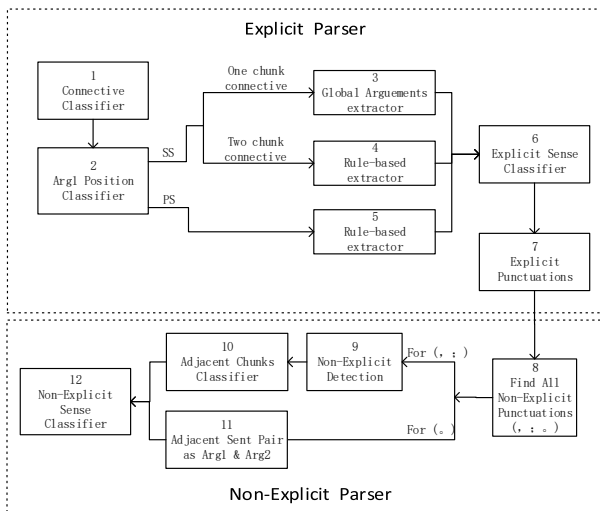 Explicit Parser
1
Connective
Classifier
2
Arg1 Position
Classifier
SS
PS
One chunk
connective
Two chunk
connective
3
Global Arguements
extractor
4
Rule-based
extractor
5
Rule-based
extractor
6
Explicit Sense
Classifier
7
Explicit
Punctuations
8
Find All
Non-Explicit
Punctuations
(，；。)
For (，；)
For (。)
9
Non-Explicit
Detection
10
Adjacent Chunks
Classifier
11
Adjacent Sent Pair
as Arg1 & Arg2
12
Non-Explicit
Sense
Classifier
Non-Explicit Parser